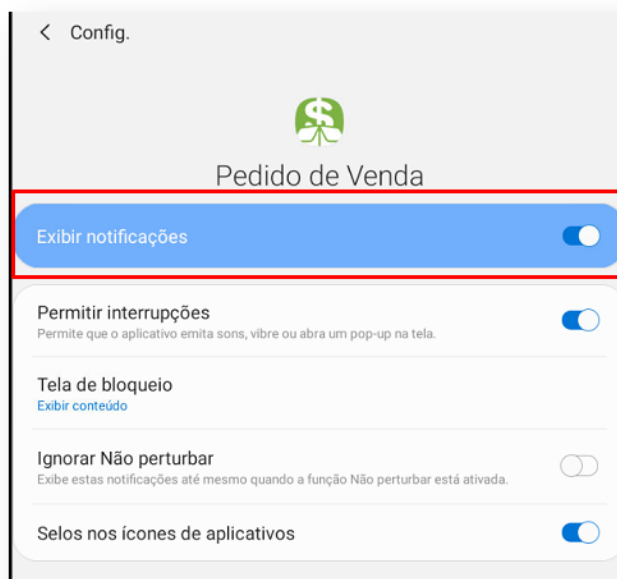 Config.
Pedido de Venda
Exibir notificações
Permitir interrupções
Permite que o aplicativo emita sons, vibre ou abra um pop-up na tela.
Tela de bloqueio
Exibir conteúdo
Ignorar Não perturbar
Exibe estas notificações até mesmo quando a função Não perturbar está ativada.
Selos nos ícones de aplicativos